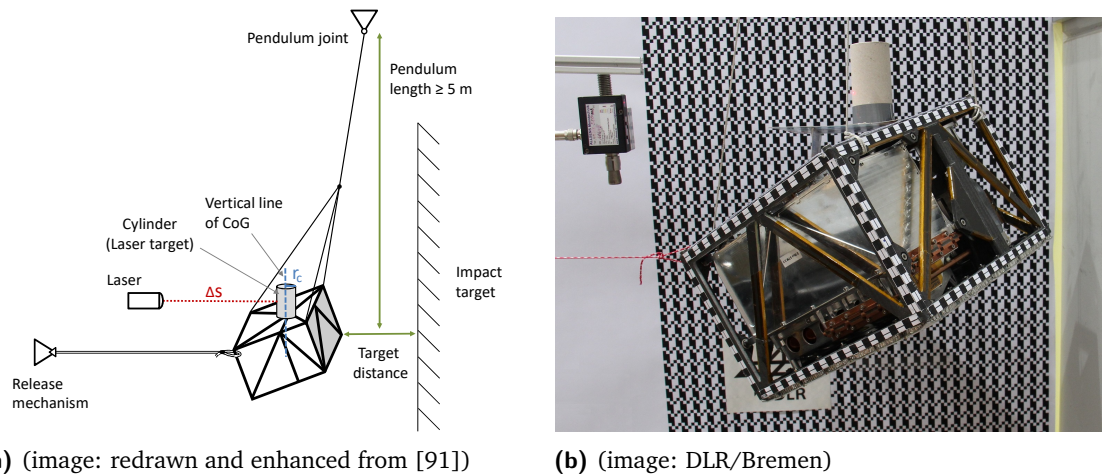 Pendulum joint
Pendulum
length ≥ 5 m
Vertical line
of CoG
Cylinder
(Laser target)
r_c
Laser
Δs
Impact
target
Target
distance
Release
mechanism
DLR
) (image: redrawn and enhanced from [91])
(b) (image: DLR/Bremen)